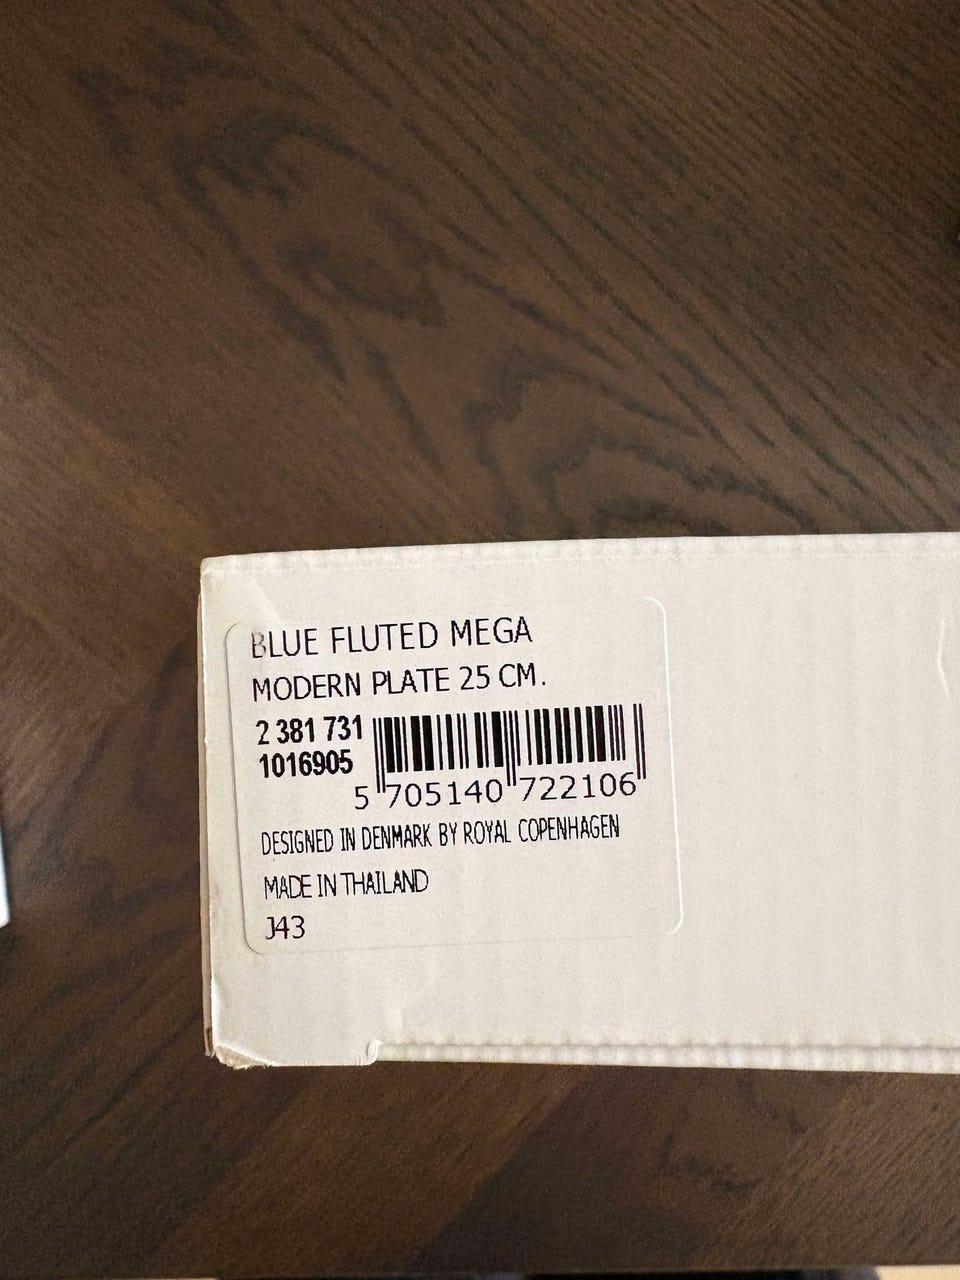 BLUE FLUTED MEGA
MODERN PLATE 25 CM.
2 381 731
1016905
5 705140 722106
DESIGNED IN DENMARK BY ROYAL COPENHAGEN
MADE IN THAILAND
J43